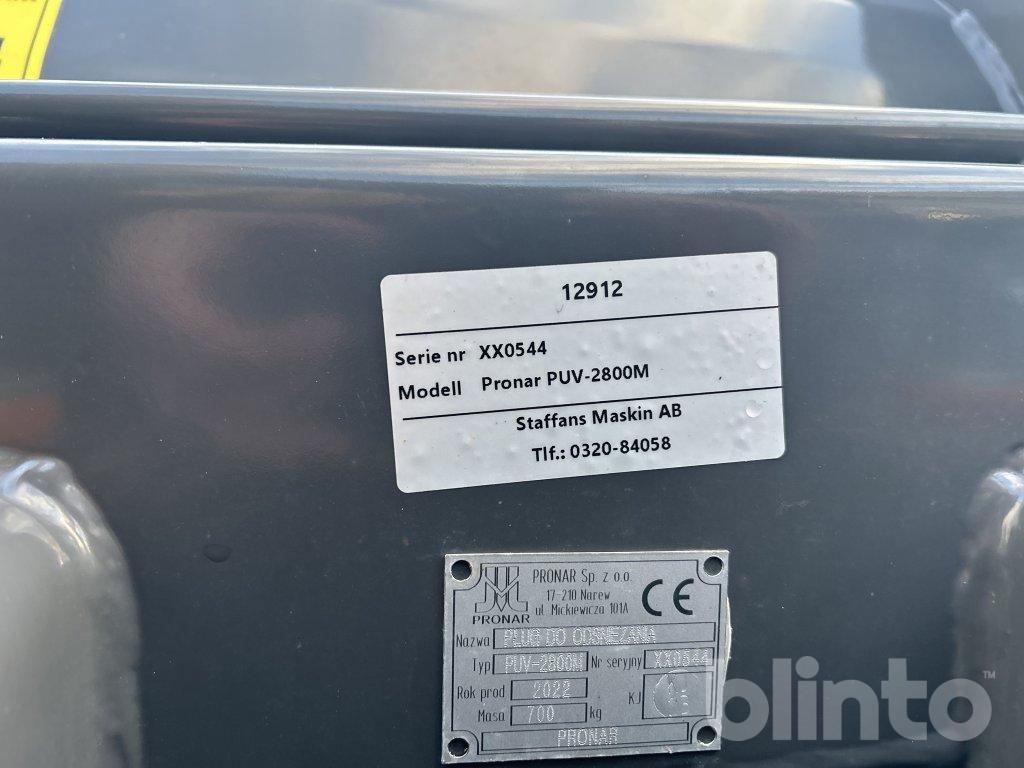 12912
Serie nr XX0544
Modell Pronar PUV-2800M
Staffans Maskin AB
Tlf.: 0320-84058
PRONAR
PRONAR Sp. z o.o.
17-210 Narew
ul. Mickiewicza 101A
CE
Nazwa PŁUG DO ODŚNIEŻANIA
Typ PUV-2800M Nr seryjny XX0544
Rok prod 2022
Masa 700 kg
KJ
PRONAR
olinto™